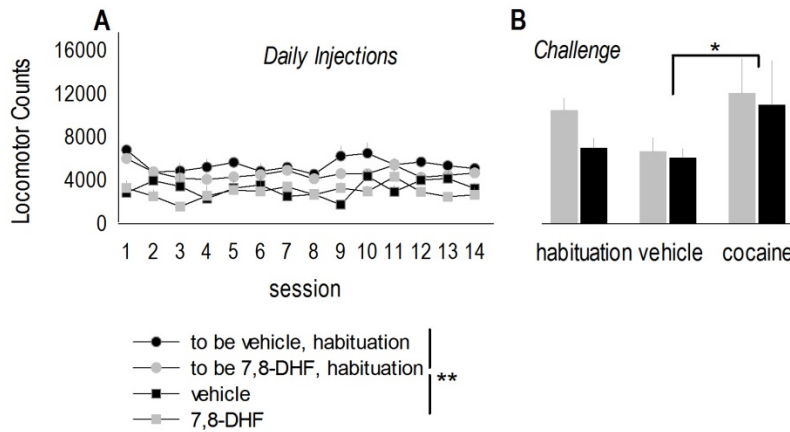 A
Daily Injections
Locomotor Counts
16000
12000
8000
4000
0
1 2 3 4 5 6 7 8 9 10 11 12 13 14
session
to be vehicle, habituation
to be 7,8-DHF, habituation
vehicle
7,8-DHF
**
B
Challenge
*
habituation vehicle cocaine